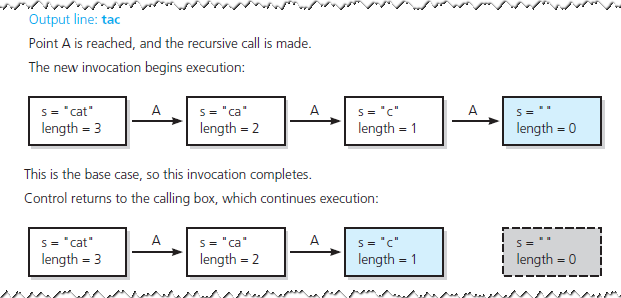 Output line: tac
Point A is reached, and the recursive call is made.
The new invocation begins execution:
s = "cat" A s = "ca" A s = "c" A s = " "
length = 3 length = 2 length = 1 length = 0
This is the base case, so this invocation completes.
Control returns to the calling box, which continues execution:
s = "cat" A s = "ca" A s = "c" s = " "
length = 3 length = 2 length = 1 length = 0